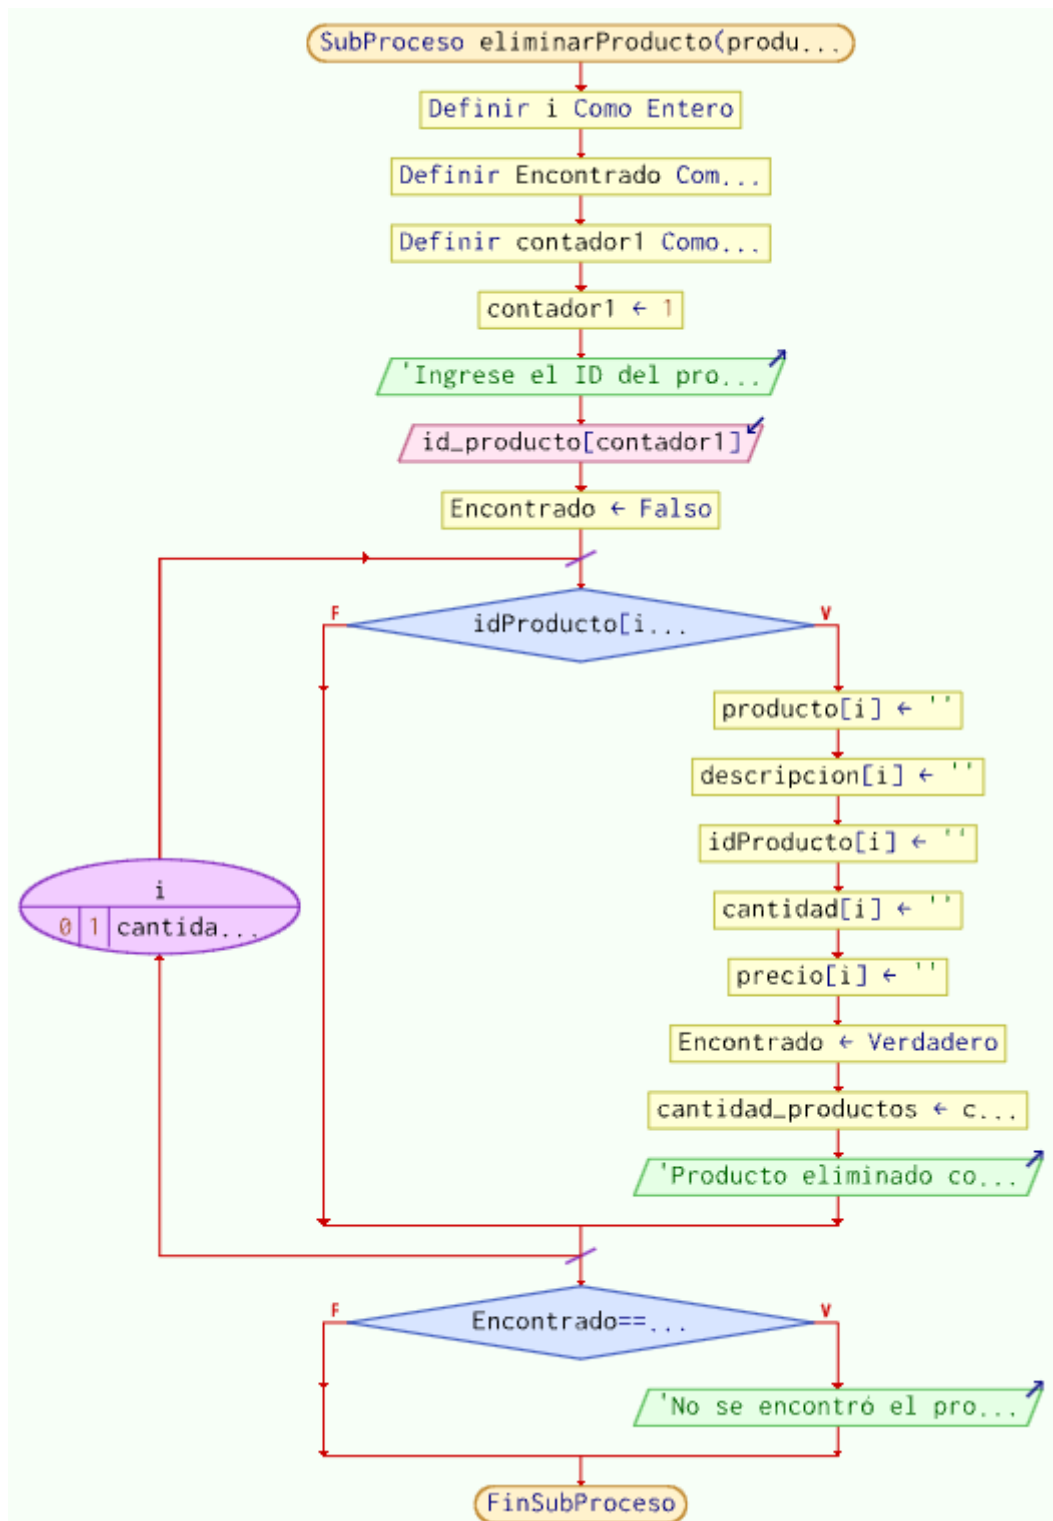 SubProceso eliminarProducto(produ...
Definir i Como Entero
Definir Encontrado Com...
Definir contador1 Como...
contador1 ← 1
'Ingrese el ID del pro...
id_producto[contador1]
Encontrado ← Falso
F
V
idProducto[i...
producto[i] ← ''
descripcion[i] ← ''
idProducto[i] ← ''
cantidad[i] ← ''
precio[i] ← ''
Encontrado ← Verdadero
cantidad_productos ← c...
'Producto eliminado co...
i
0 1 cantida...
F
V
Encontrado==...
'No se encontró el pro...
FinSubProceso